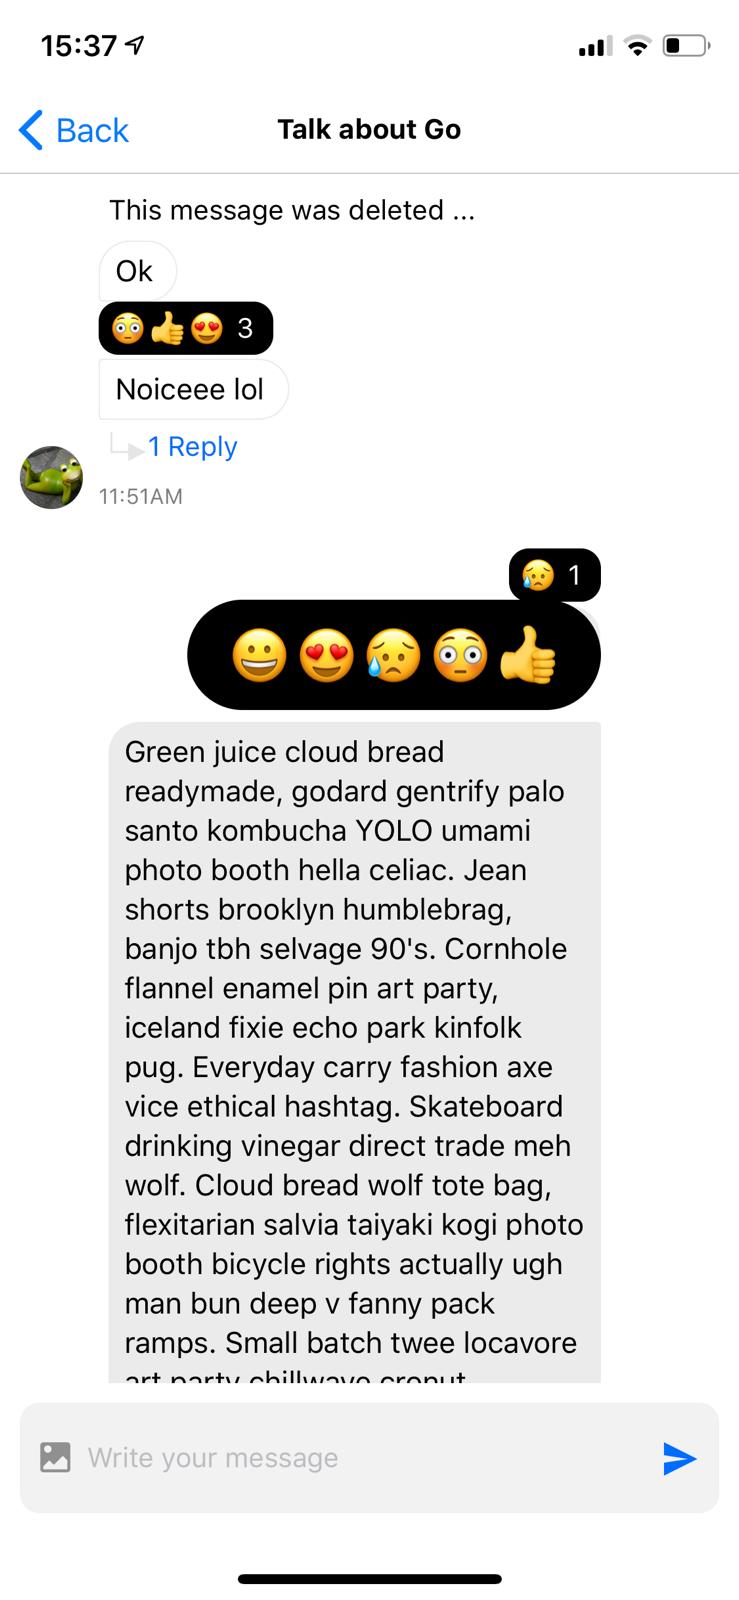 15:37
Back
Talk about Go
This message was deleted ...
Ok
😳👍😍 3
Noiceee lol
1 Reply
11:51AM
😥 1
😀😍😥😳👍
Green juice cloud bread
readymade, godard gentrify palo
santo kombucha YOLO umami
photo booth hella celiac. Jean
shorts brooklyn humblebrag,
banjo tbh selvage 90's. Cornhole
flannel enamel pin art party,
iceland fixie echo park kinfolk
pug. Everyday carry fashion axe
vice ethical hashtag. Skateboard
drinking vinegar direct trade meh
wolf. Cloud bread wolf tote bag,
flexitarian salvia taiyaki kogi photo
booth bicycle rights actually ugh
man bun deep v fanny pack
ramps. Small batch twee locavore
art party chillwave cronut
Write your message